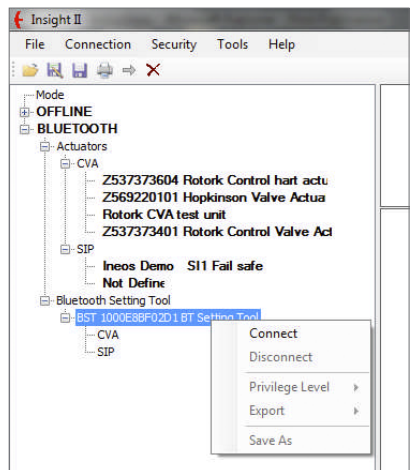 Insight II
File Connection Security Tools Help
Mode
OFFLINE
BLUETOOTH
Actuators
CVA
Z537373604 Rotork Control hart actu
Z569220101 Hopkinson Valve Actua
Rotork CVA test unit
Z537373401 Rotork Control Valve Act
SIP
Ineos Demo SI1 Fail safe
Not Define
Bluetooth Setting Tool
BST 1000E8BF02D1 BT Setting Tool
CVA
SIP
Connect
Disconnect
Privilege Level
Export
Save As